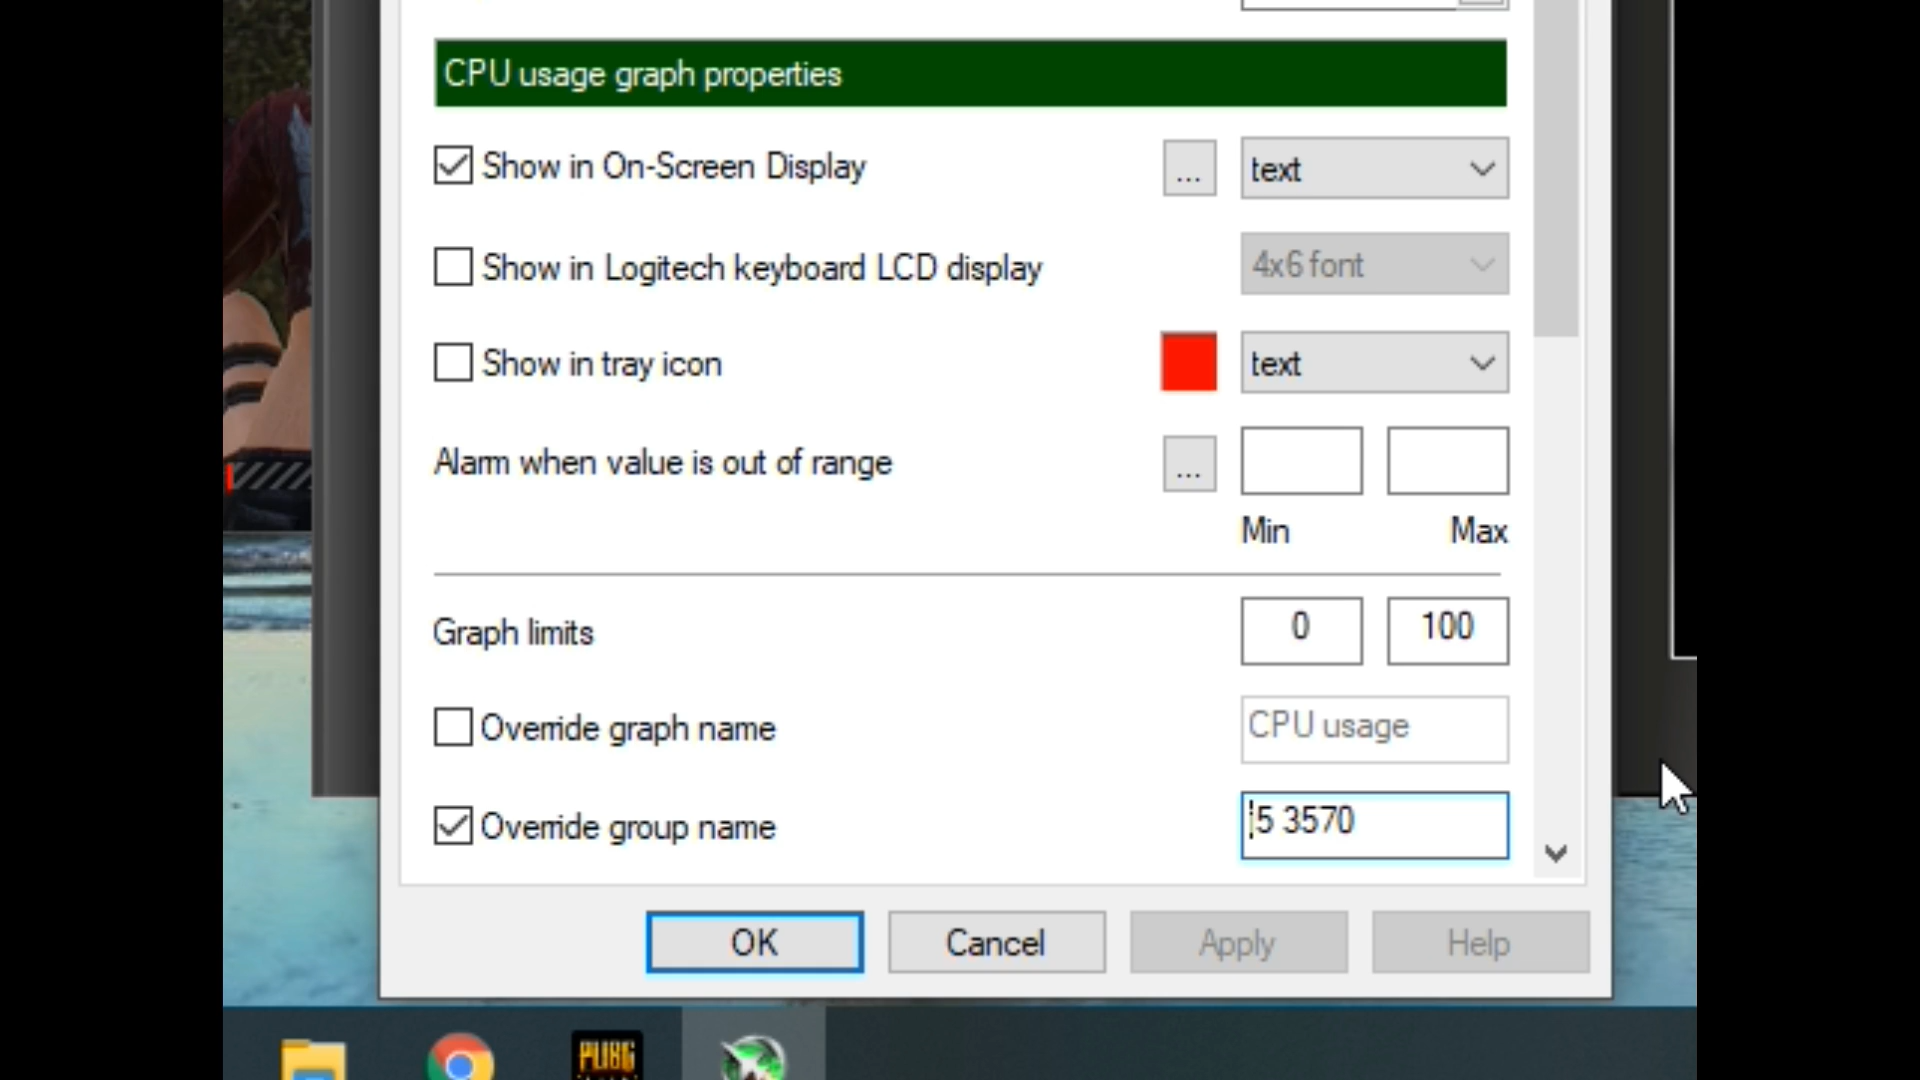 CPU usage graph properties
Show in On-Screen Display ... text
Show in Logitech keyboard LCD display 4x6 font
Show in tray icon text
Alarm when value is out of range ...
Min Max
Graph limits 0 100
Override graph name CPU usage
Override group name i5 3570
OK Cancel Apply Help
PUBG